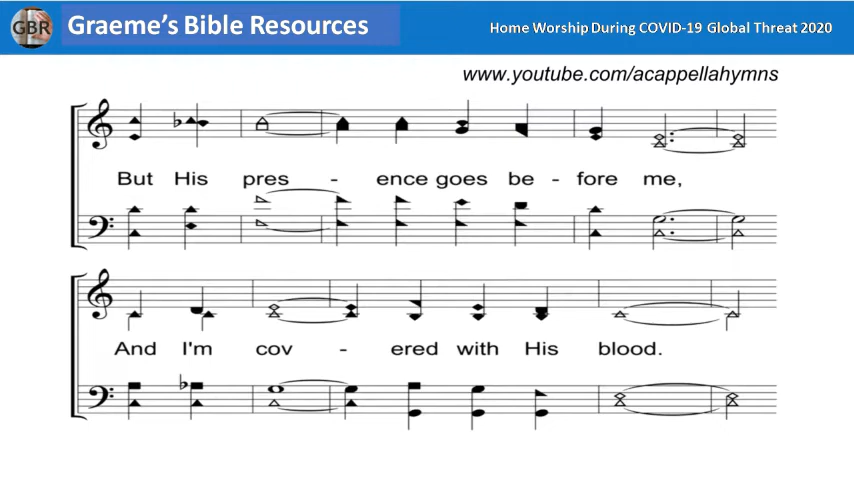 GBR Graeme's Bible Resources
Home Worship During COVID-19 Global Threat 2020
www.youtube.com/acappellahymns
But His pres - ence goes be - fore me,
And I'm cov - ered with His blood.